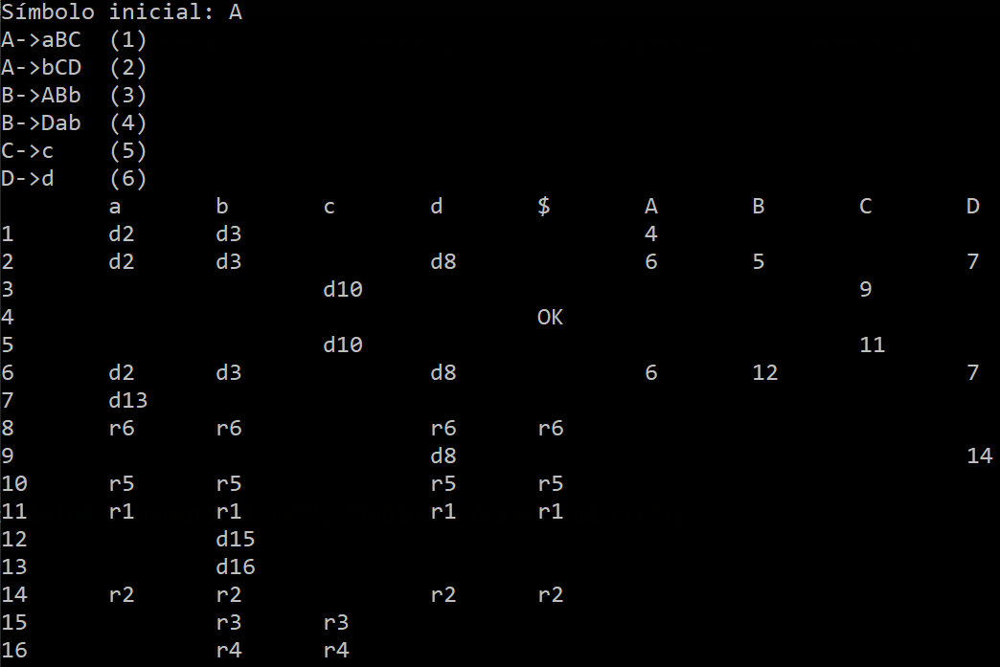 Símbolo inicial: A
A->aBC  (1)
A->bCD  (2)
B->ABb  (3)
B->Dab  (4)
C->c    (5)
D->d    (6)
        a       b       c       d       $       A       B       C       D
1       d2      d3                              4
2       d2      d3              d8              6       5               7
3                       d10                                     9
4                                       OK
5                       d10                                     11
6       d2      d3              d8              6       12              7
7       d13
8       r6      r6              r6      r6
9                               d8                                      14
10      r5      r5              r5      r5
11      r1      r1              r1      r1
12              d15
13              d16
14      r2      r2              r2      r2
15              r3      r3
16              r4      r4